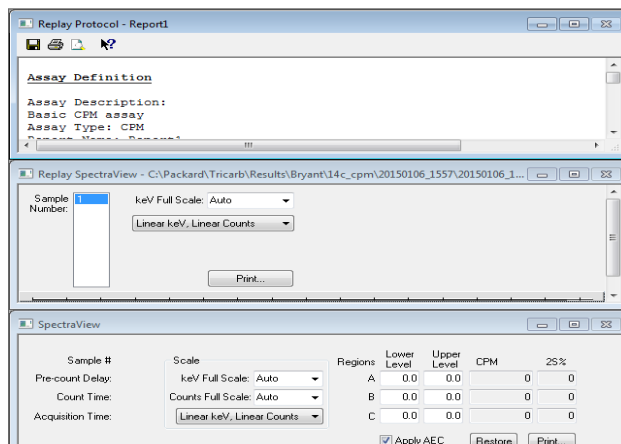 Replay Protocol - Report1
Assay Definition
Assay Description:
Basic CPM assay
Assay Type: CPM
Report Name: Report1
Replay SpectraView - C:\Packard\Tricarb\Results\Bryant\14c_cpm\20150106_1557\20150106_1...
Sample Number: 1 keV Full Scale: Auto
Linear keV, Linear Counts
Print...
SpectraView
Sample # Scale Regions Lower Level Upper Level CPM 2S%
Pre-count Delay: keV Full Scale: Auto A 0.0 0.0 0 0
Count Time: Counts Full Scale: Auto B 0.0 0.0 0 0
Acquisition Time: Linear keV, Linear Counts C 0.0 0.0 0 0
Apply AEC Restore Print...